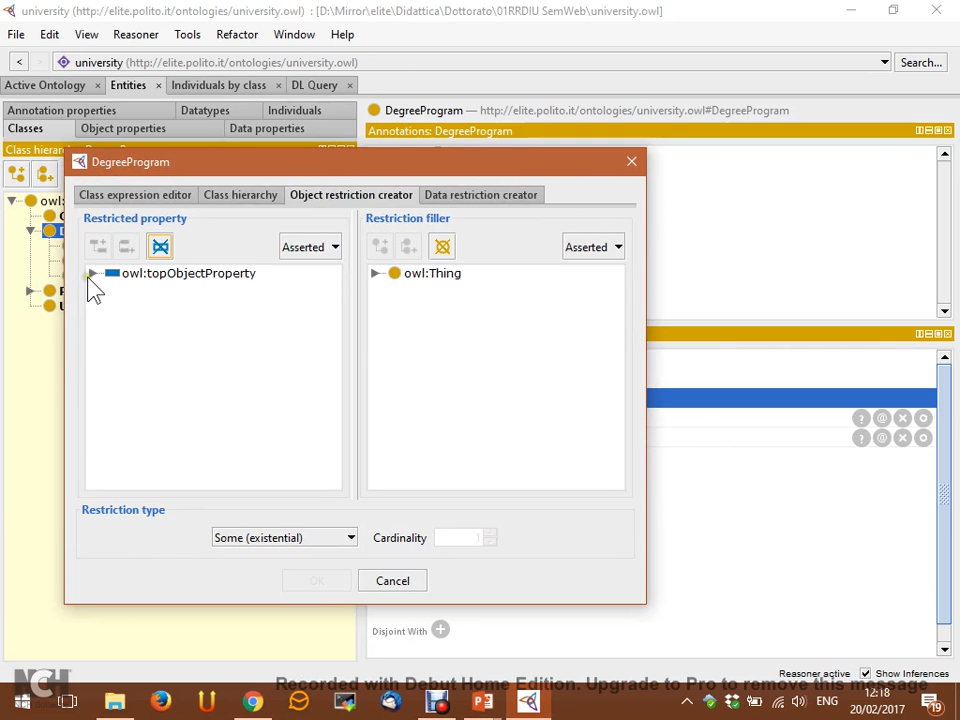 university (http://elite.polito.it/ontologies/university.owl) : [D:\Mirror\elite\Didattica\Dottorato\01RRDIU SemWeb\university.owl]
File Edit View Reasoner Tools Refactor Window Help
< university (http://elite.polito.it/ontologies/university.owl) Search...
Active Ontology × Entities × Individuals by class × DL Query ×
Annotation properties Datatypes Individuals
Classes Object properties Data properties
DegreeProgram — http://elite.polito.it/ontologies/university.owl#DegreeProgram
Annotations: DegreeProgram
Class hierar
owl:
DegreeProgram
Class expression editor Class hierarchy Object restriction creator Data restriction creator
Restricted property Restriction filler
Asserted Asserted
owl:topObjectProperty owl:Thing
Restriction type
Some (existential) Cardinality 1
OK Cancel
Disjoint With
Reasoner active Show Inferences
NCH
Recorded with Debut Home Edition. Upgrade to Pro to remove this message
ENG 12:18
20/02/2017
19